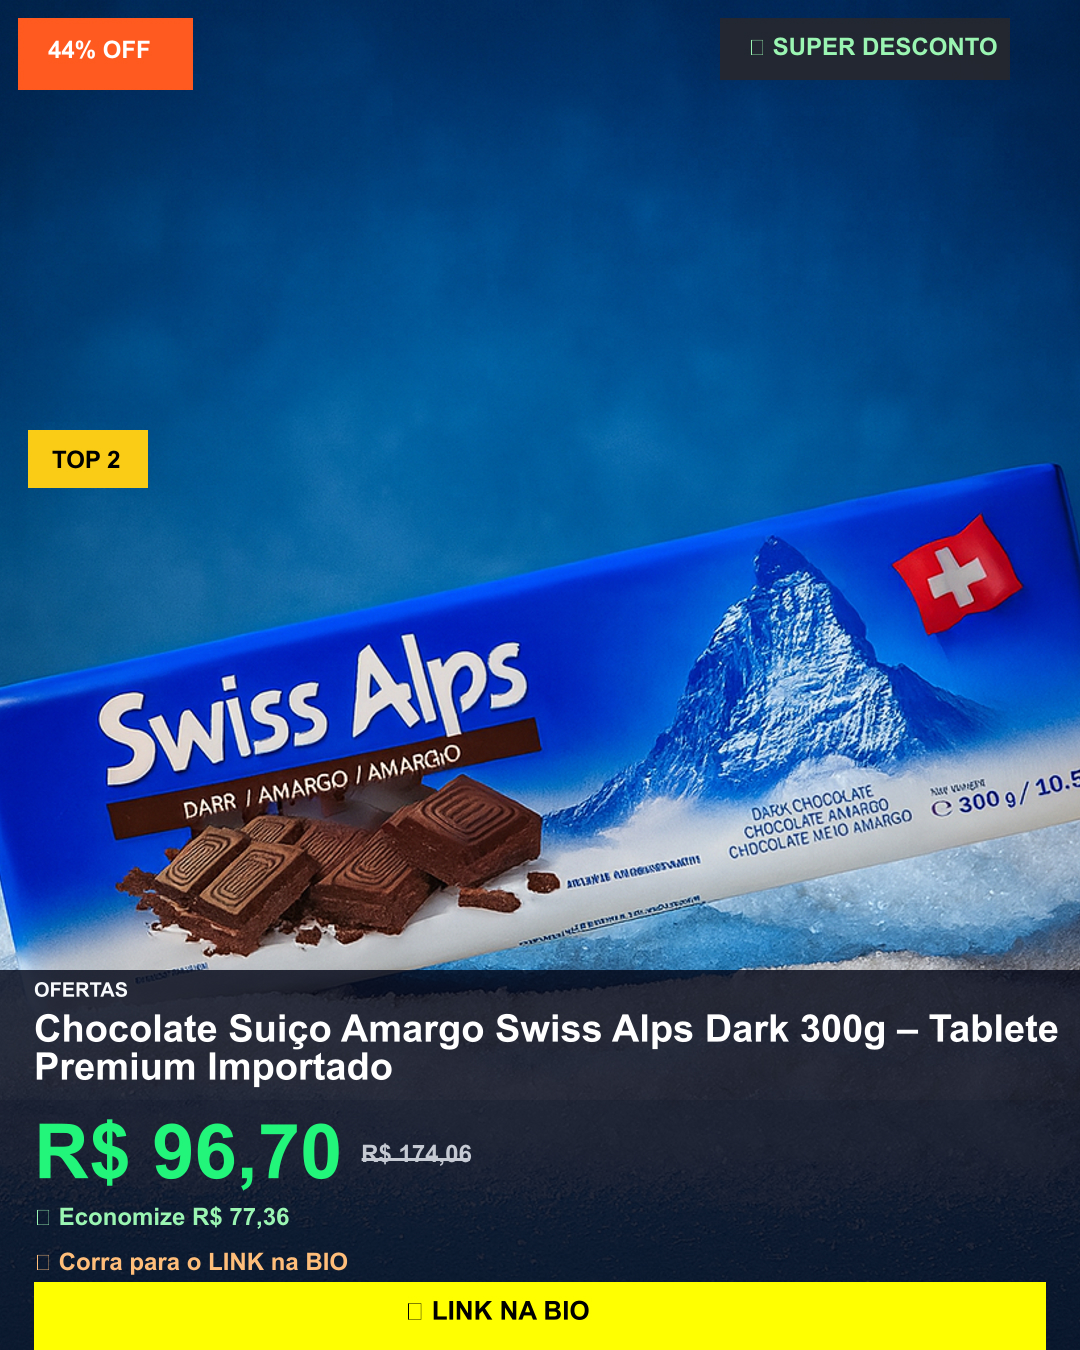 44% OFF
SUPER DESCONTO
TOP 2
Swiss Alps
DARR / AMARGO / AMARGIO
DARK CHOCOLATE
CHOCOLATE AMARGO
CHOCOLATE MEIO AMARGO
300 g / 10.5
OFERTAS
Chocolate Suiço Amargo Swiss Alps Dark 300g – Tablete
Premium Importado
R$ 96,70 R$ 174,06
Economize R$ 77,36
Corra para o LINK na BIO
LINK NA BIO